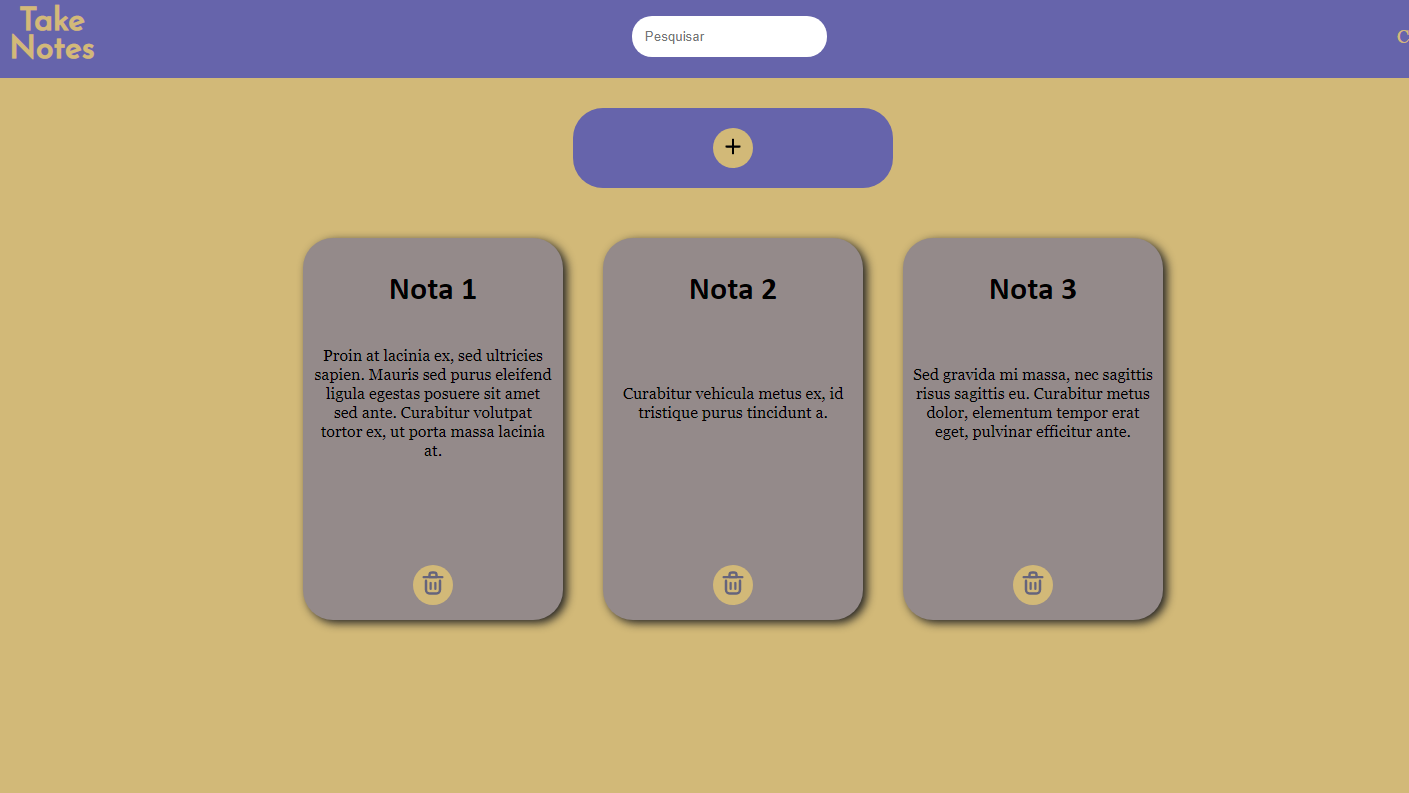 Take
Notes
Pesquisar
C
+
Nota 1
Proin at lacinia ex, sed ultricies
sapien. Mauris sed purus eleifend
ligula egestas posuere sit amet
sed ante. Curabitur volutpat
tortor ex, ut porta massa lacinia
at.
Nota 2
Curabitur vehicula metus ex, id
tristique purus tincidunt a.
Nota 3
Sed gravida mi massa, nec sagittis
risus sagittis eu. Curabitur metus
dolor, elementum tempor erat
eget, pulvinar efficitur ante.